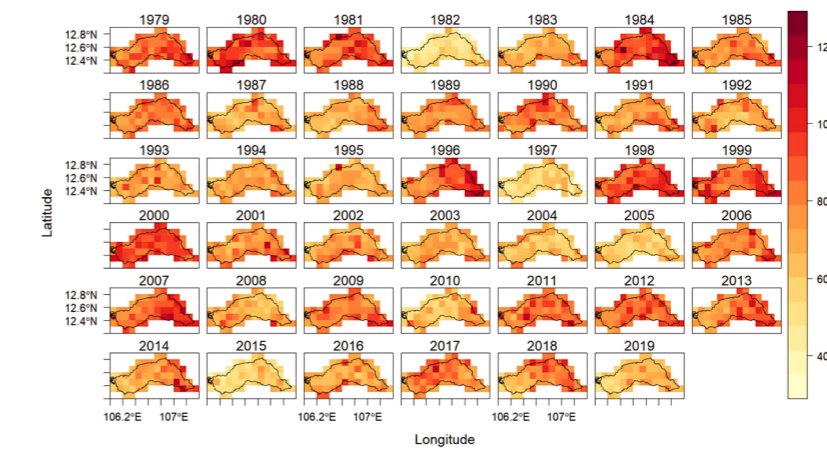 1979 1980 1981 1982 1983 1984 1985
12.8°N
12.6°N
12.4°N
1986 1987 1988 1989 1990 1991 1992
1993 1994 1995 1996 1997 1998 1999
12.8°N
12.6°N
12.4°N
2000 2001 2002 2003 2004 2005 2006
2007 2008 2009 2010 2011 2012 2013
12.8°N
12.6°N
12.4°N
2014 2015 2016 2017 2018 2019
106.2°E 107°E 106.2°E 107°E 106.2°E 107°E
Longitude
Latitude
12
10
80
60
40